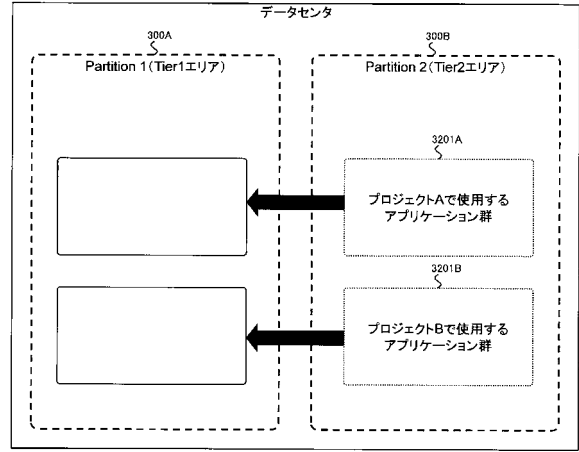 データセンタ
300A
300B
Partition 1(Tier1エリア)
Partition 2(Tier2エリア)
3201A
プロジェクトAで使用する
アプリケーション群
3201B
プロジェクトBで使用する
アプリケーション群